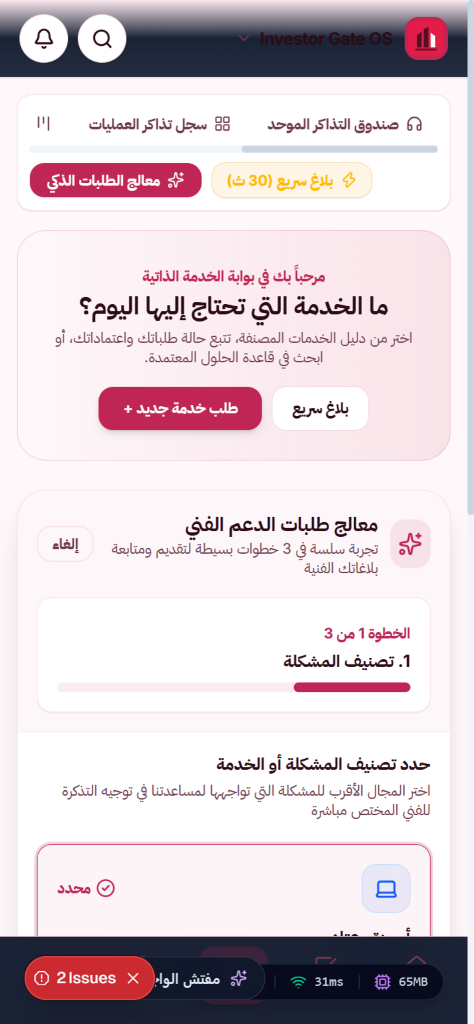 Investor Gate OS
صندوق التذاكر الموحد
سجل تذاكر العمليات
بلاغ سريع (30 ث)
معالج الطلبات الذكي
مرحباً بك في بوابة الخدمة الذاتية
ما الخدمة التي تحتاج إليها اليوم؟
اختر من دليل الخدمات المصنفة، تتبع حالة طلباتك واعتماداتك، أو
ابحث في قاعدة الحلول المعتمدة.
بلاغ سريع
طلب خدمة جديد +
معالج طلبات الدعم الفني
تجربة سلسة في 3 خطوات بسيطة لتقديم ومتابعة
بلاغاتك الفنية
إلغاء
الخطوة 1 من 3
1. تصنيف المشكلة
حدد تصنيف المشكلة أو الخدمة
اختر المجال الأقرب للمشكلة التي تواجهها لمساعدتنا في توجيه التذكرة
للفني المختص مباشرة
محدد
65MB
31ms
مفتش
2 Issues